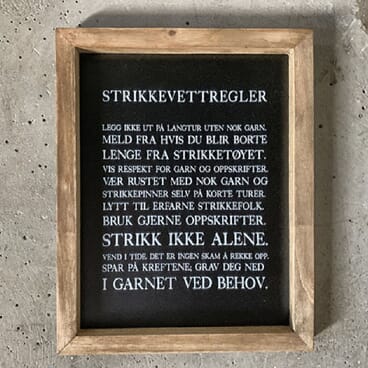 STRIKKEVETTREGLER
LEGG IKKE UT PÅ LANGTUR UTEN NOK GARN.
MELD FRA HVIS DU BLIR BORTE
LENGE FRA STRIKKETØYET.
VIS RESPEKT FOR GARN OG OPPSKRIFTER.
VÆR RUSTET MED NOK GARN OG
STRIKKEPINNER SELV PÅ KORTE TURER.
LYTT TIL ERFARNE STRIKKEFOLK.
BRUK GJERNE OPPSKRIFTER.
STRIKK IKKE ALENE.
VEND I TIDE, DET ER INGEN SKAM Å REKKE OPP.
SPAR PÅ KREFTENE; GRAV DEG NED
I GARNET VED BEHOV.